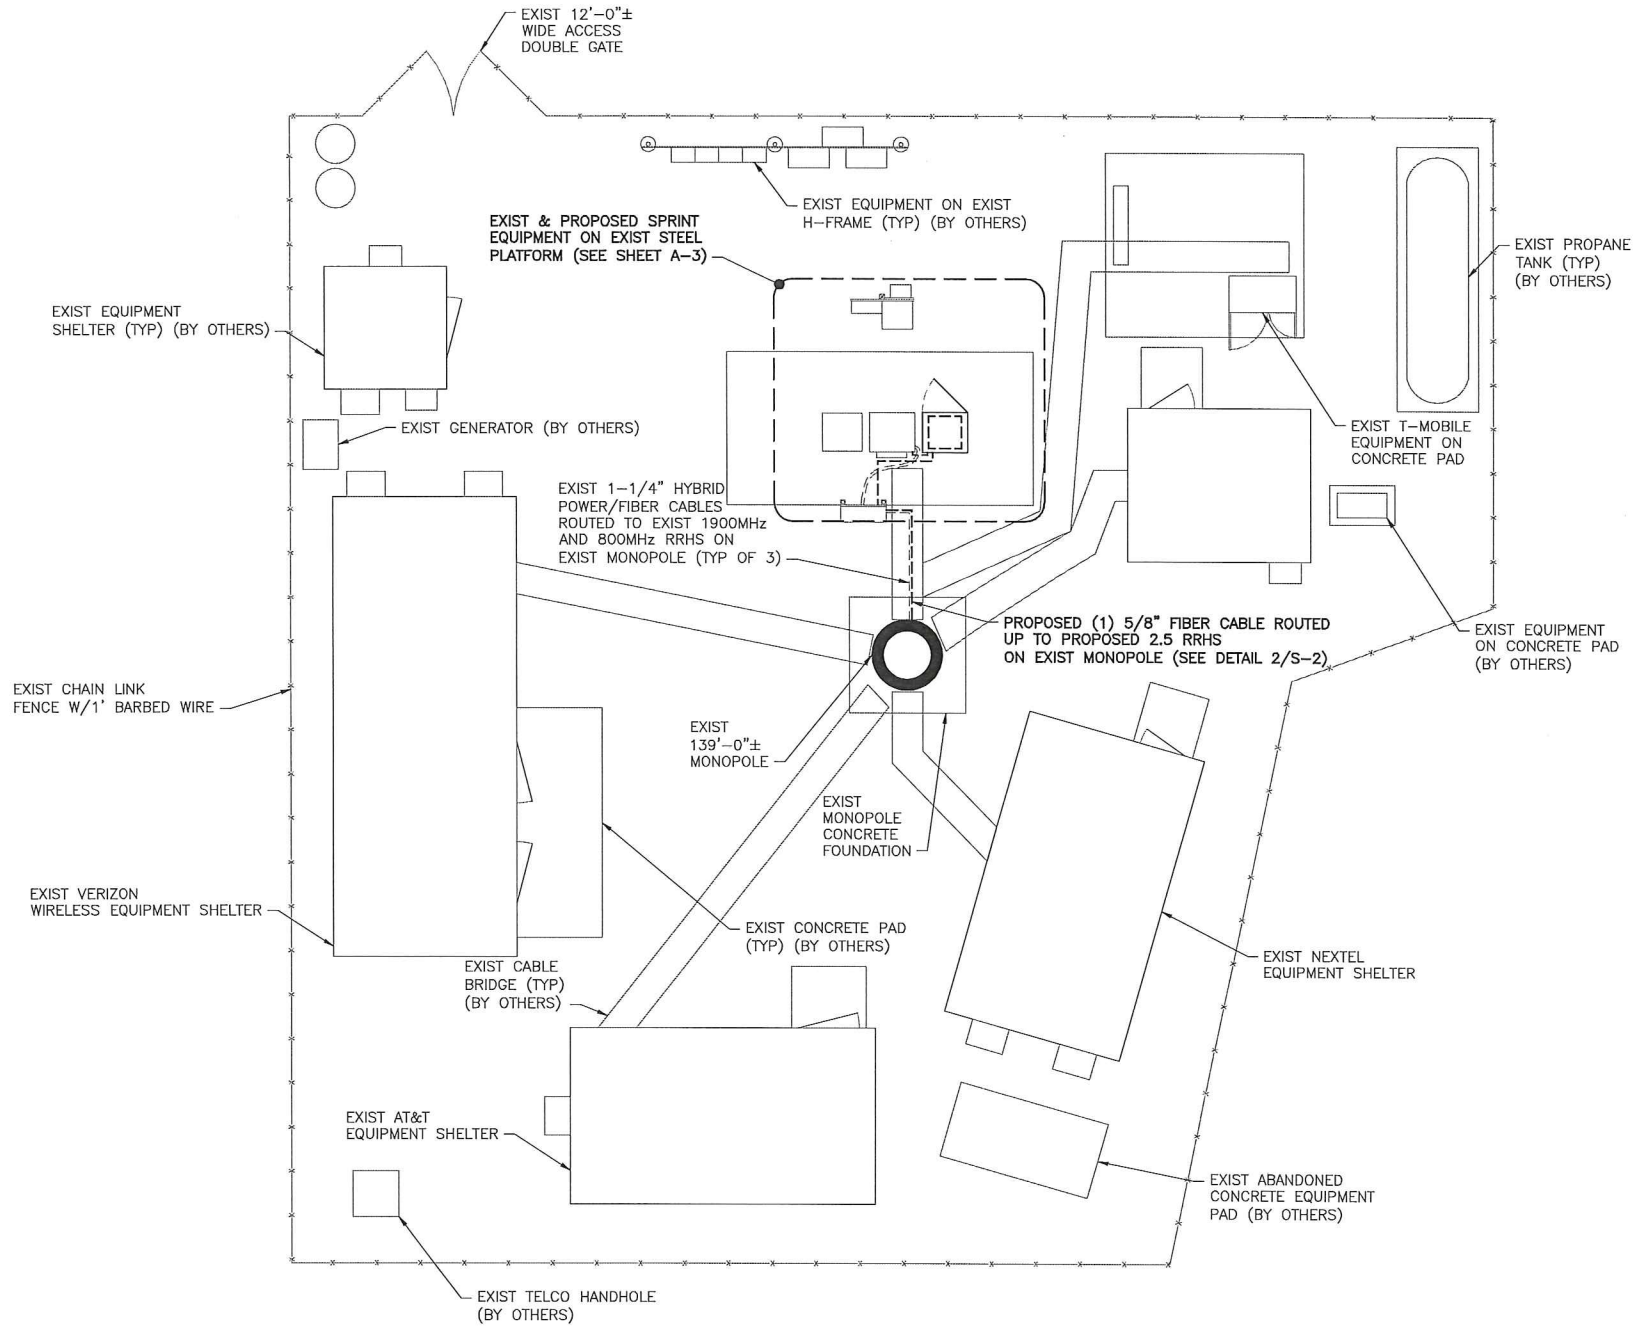 EXIST 12'-0"±
WIDE ACCESS
DOUBLE GATE
EXIST EQUIPMENT ON EXIST
H-FRAME (TYP) (BY OTHERS)
EXIST & PROPOSED SPRINT
EQUIPMENT ON EXIST STEEL
PLATFORM (SEE SHEET A-3)
EXIST PROPANE
TANK (TYP)
(BY OTHERS)
EXIST EQUIPMENT
SHELTER (TYP) (BY OTHERS)
EXIST GENERATOR (BY OTHERS)
EXIST T-MOBILE
EQUIPMENT ON
CONCRETE PAD
EXIST 1-1/4" HYBRID
POWER/FIBER CABLES
ROUTED TO EXIST 1900MHz
AND 800MHz RRHS ON
EXIST MONOPOLE (TYP OF 3)
PROPOSED (1) 5/8" FIBER CABLE ROUTED
UP TO PROPOSED 2.5 RRHS
ON EXIST MONOPOLE (SEE DETAIL 2/S-2)
EXIST EQUIPMENT
ON CONCRETE PAD
(BY OTHERS)
EXIST CHAIN LINK
FENCE W/1' BARBED WIRE
EXIST
139'-0"±
MONOPOLE
EXIST
MONOPOLE
CONCRETE
FOUNDATION
EXIST VERIZON
WIRELESS EQUIPMENT SHELTER
EXIST CONCRETE PAD
(TYP) (BY OTHERS)
EXIST CABLE
BRIDGE (TYP)
(BY OTHERS)
EXIST NEXTEL
EQUIPMENT SHELTER
EXIST AT&T
EQUIPMENT SHELTER
EXIST ABANDONED
CONCRETE EQUIPMENT
PAD (BY OTHERS)
EXIST TELCO HANDHOLE
(BY OTHERS)